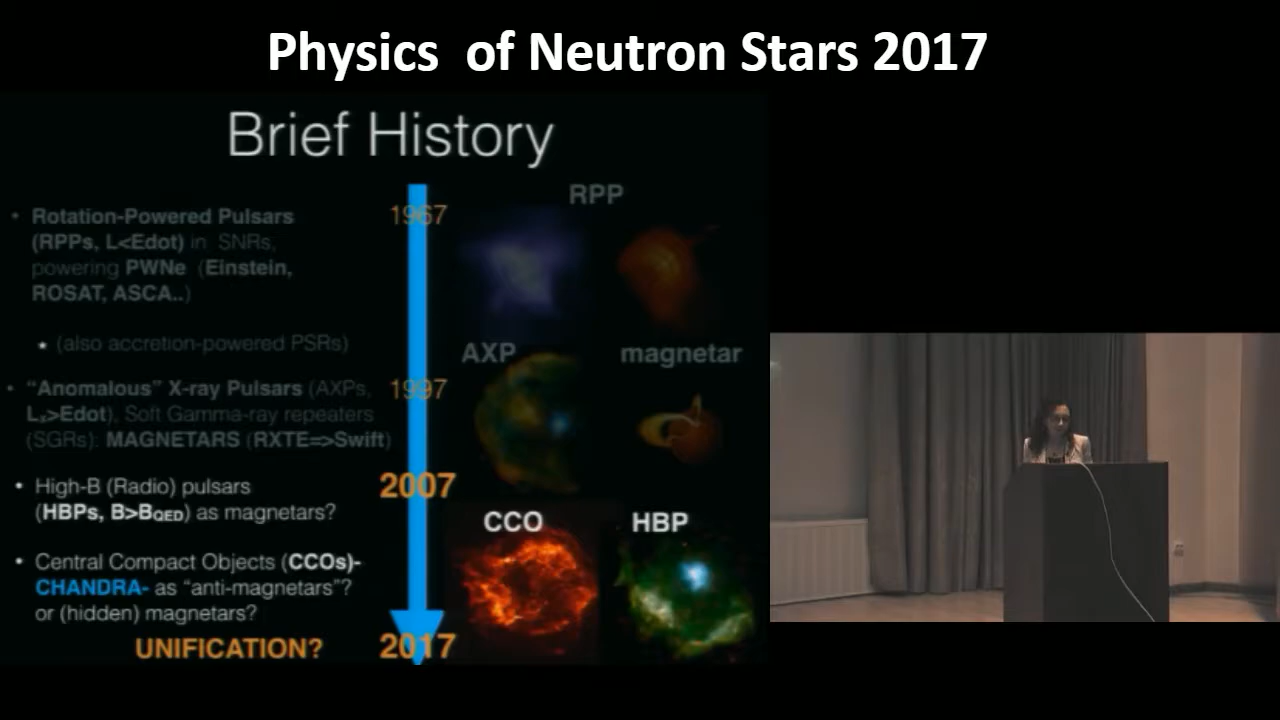 Physics of Neutron Stars 2017
Brief History
RPP
• Rotation-Powered Pulsars
(RPPs, L<Edot) in SNRs,
powering PWNe (Einstein,
ROSAT, ASCA..)
1967
★ (also accretion-powered PSRs)
AXP
magnetar
• “Anomalous” X-ray Pulsars (AXPs,
Lₓ>Edot), Soft Gamma-ray repeaters
(SGRs): MAGNETARS (RXTE=>Swift)
1997
• High-B (Radio) pulsars
(HBPs, B>BQED) as magnetars?
2007
CCO
HBP
• Central Compact Objects (CCOs)-
CHANDRA- as “anti-magnetars”?
or (hidden) magnetars?
UNIFICATION?
2017